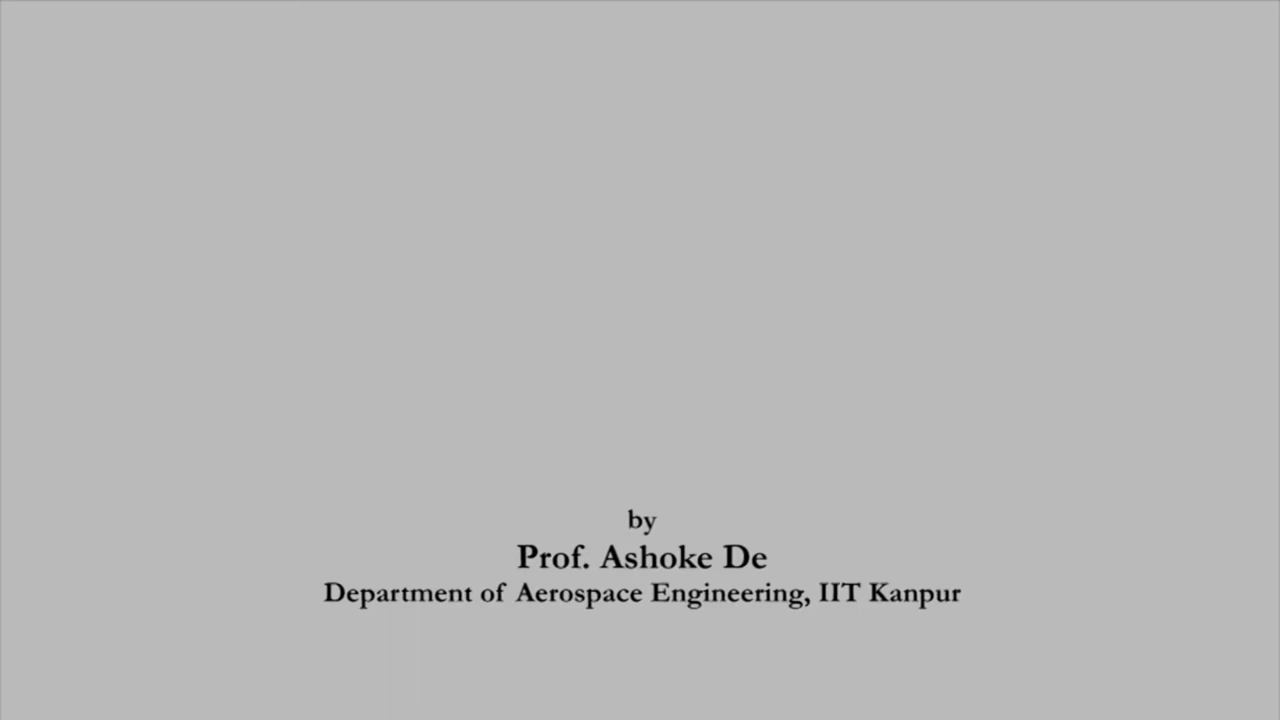 by
Prof. Ashoke De
Department of Aerospace Engineering, IIT Kanpur